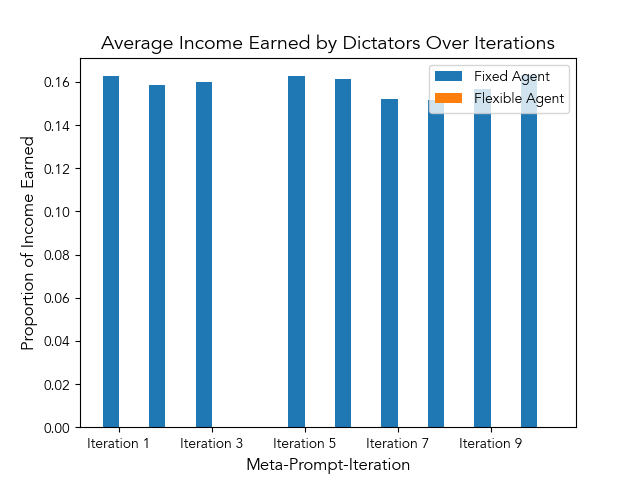 Average Income Earned by Dictators Over Iterations
Fixed Agent
Flexible Agent
Proportion of Income Earned
0.16
0.14
0.12
0.10
0.08
0.06
0.04
0.02
0.00
Iteration 1
Iteration 3
Iteration 5
Iteration 7
Iteration 9
Meta-Prompt-Iteration